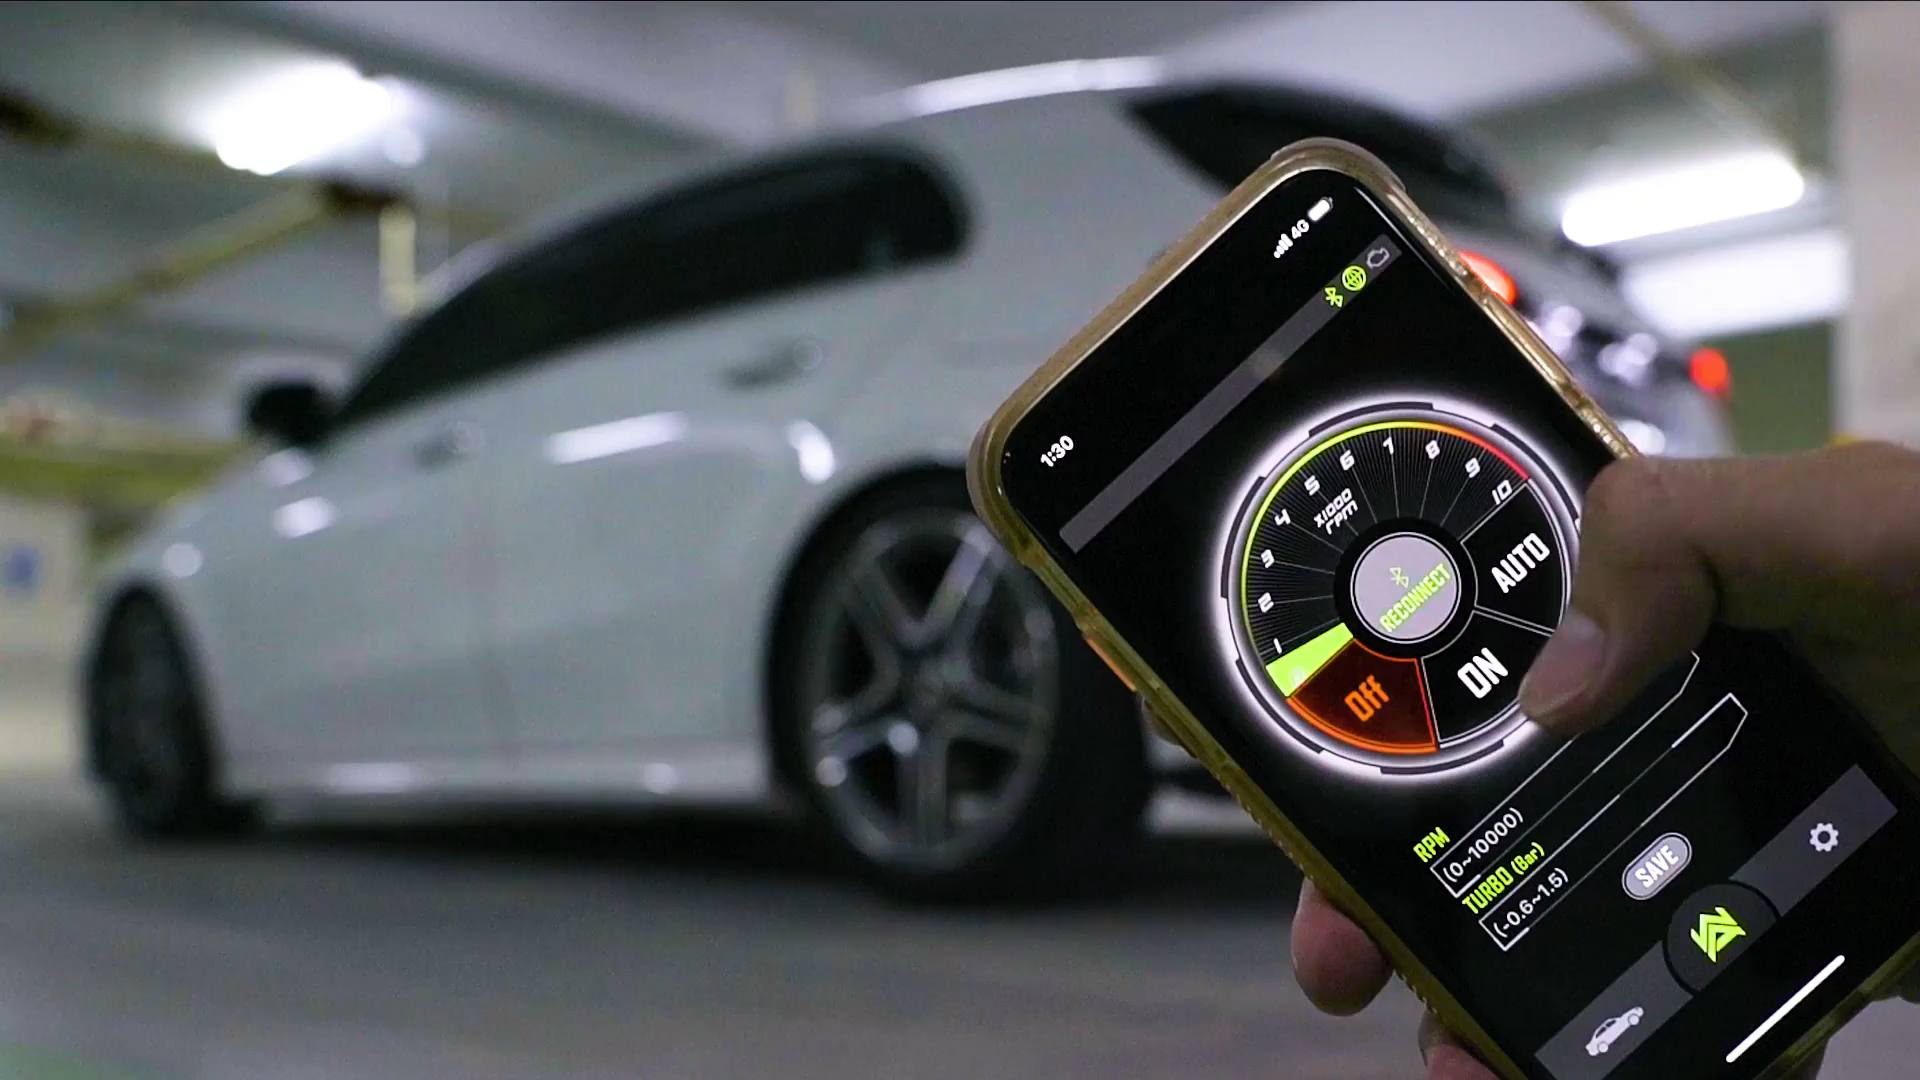 1:30
4G
1
2
3
4
5
6
7
8
9
10
x1000
rpm
RECONNECT
AUTO
ON
Off
RPM
(0~10000)
TURBO (Bar)
(-0.6~1.5)
SAVE